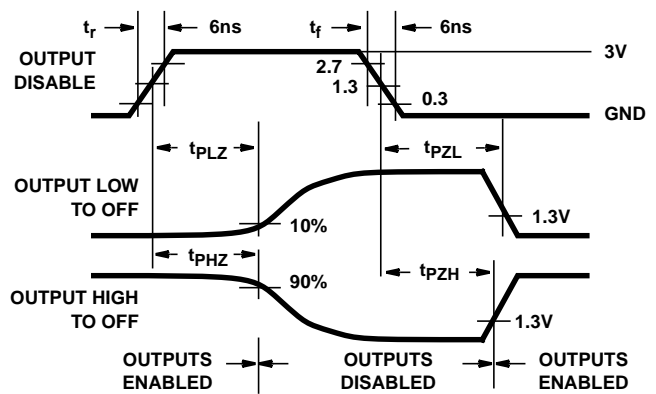 tr 6ns tf 6ns
OUTPUT
DISABLE
3V
2.7
1.3
0.3
GND
tPLZ tPZL
OUTPUT LOW
TO OFF
10%
1.3V
tPHZ tPZH
OUTPUT HIGH
TO OFF
90%
1.3V
OUTPUTS
ENABLED
OUTPUTS
DISABLED
OUTPUTS
ENABLED